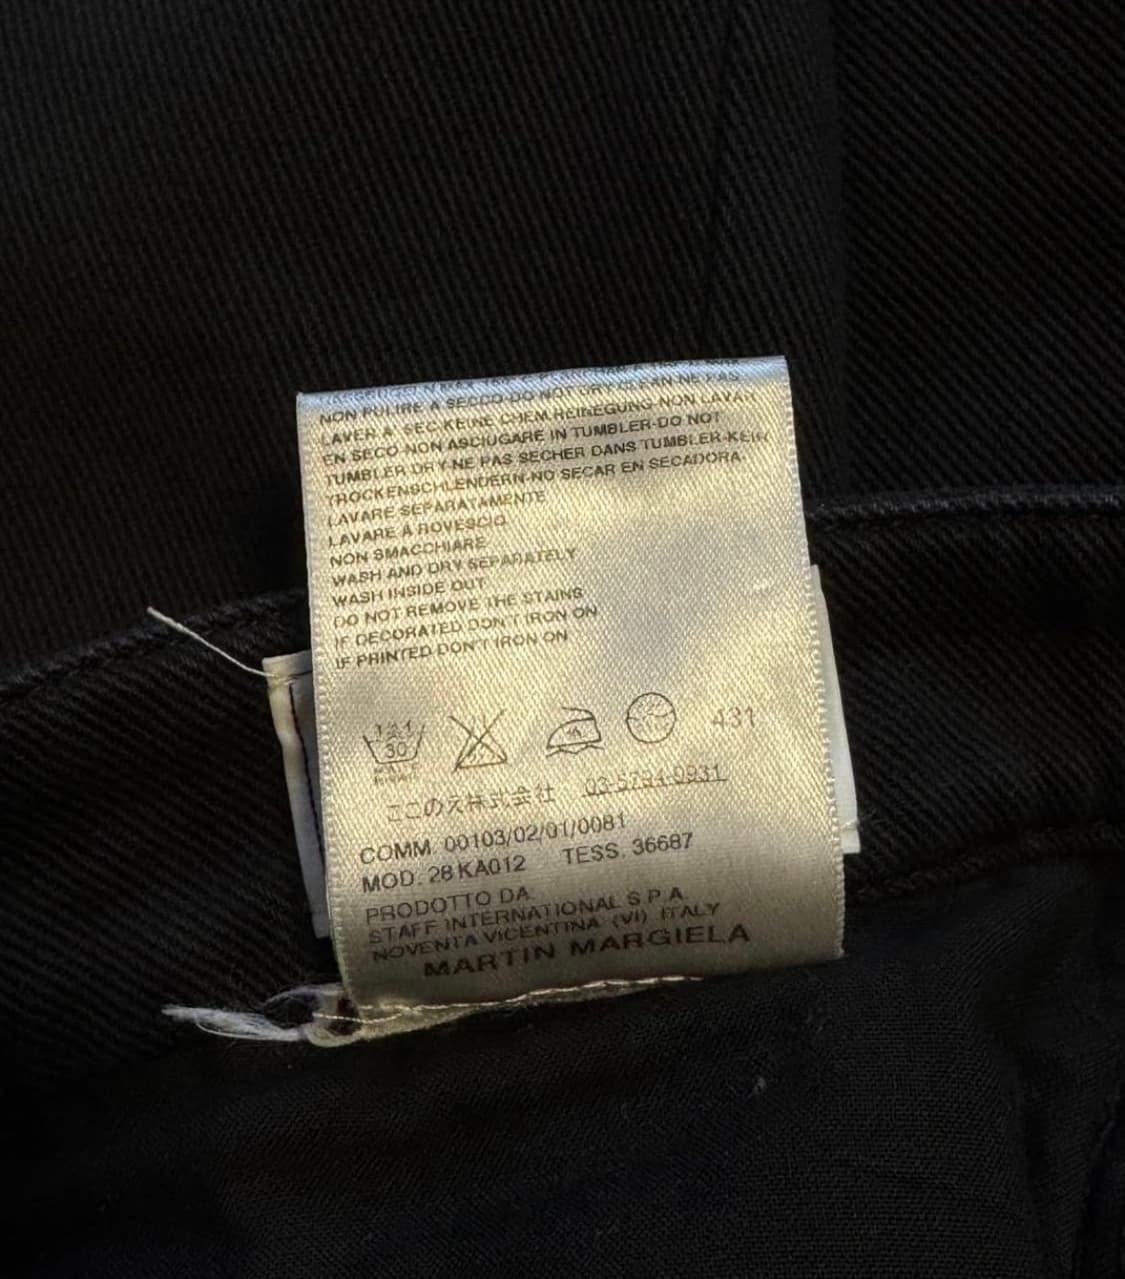 NON PULIRE A SECCO-DO NOT DRY CLEAN-NE PAS
LAVER A SEC-KEINE CHEM.REINEGUNG-NON LAVAR
EN SECO-NON ASCIUGARE IN TUMBLER-DO NOT
TUMBLER DRY-NE PAS SECHER DANS TUMBLER-KEIN
TROCKENSCHLENDERN-NO SECAR EN SECADORA.
LAVARE SEPARATAMENTE
LAVARE A ROVESCIO
NON SMACCHIARE
WASH AND DRY SEPARATELY
WASH INSIDE OUT
DO NOT REMOVE THE STAINS
IF DECORATED DON'T IRON ON
IF PRINTED DON'T IRON ON
30 431
ここのえ株式会社 03-5794-0931
COMM. 00103/02/01/0081
MOD. 28KA012 TESS. 36687
PRODOTTO DA:
STAFF INTERNATIONAL S.P.A.
NOVENTA VICENTINA (VI) ITALY
MARTIN MARGIELA